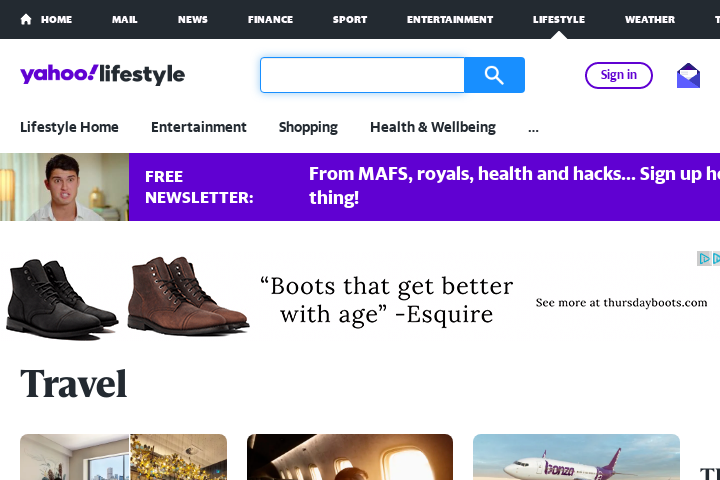 HOME MAIL NEWS FINANCE SPORT ENTERTAINMENT LIFESTYLE WEATHER
yahoo!lifestyle
Sign in
Lifestyle Home Entertainment Shopping Health & Wellbeing ...
FREE
NEWSLETTER:
From MAFS, royals, health and hacks... Sign up
thing!
“Boots that get better
with age” -Esquire
See more at thursdayboots.com
Travel
bonza